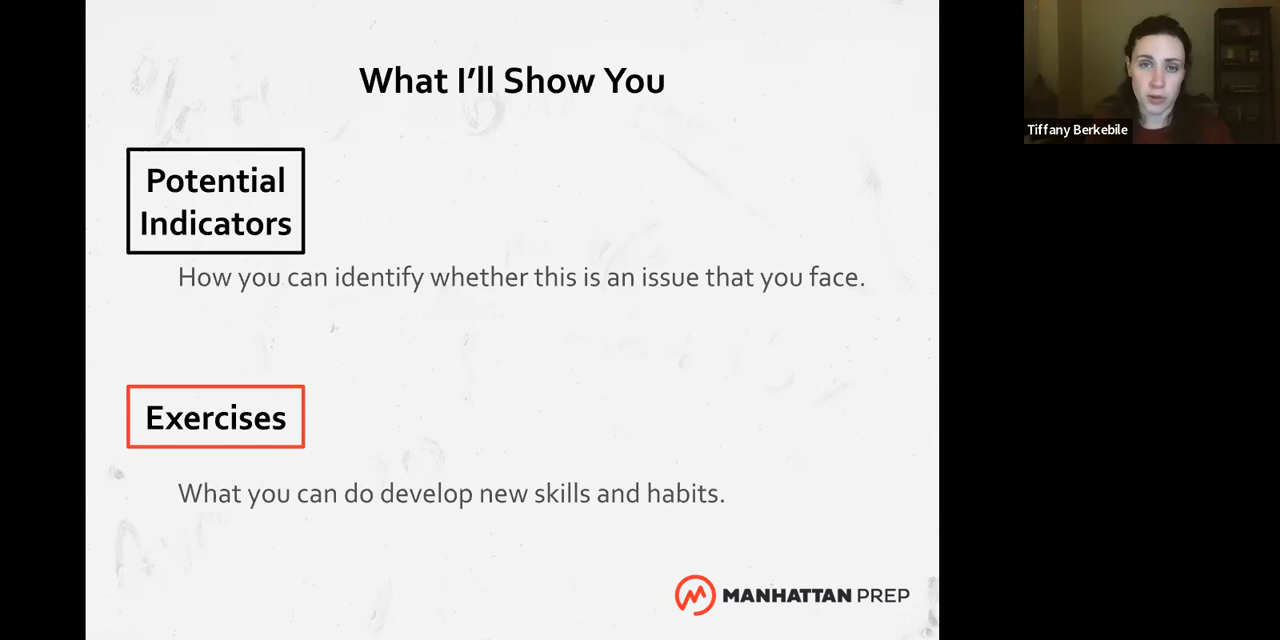 What I'll Show You
Potential
Indicators
How you can identify whether this is an issue that you face.
Exercises
What you can do develop new skills and habits.
MANHATTAN PREP
Tiffany Berkebile